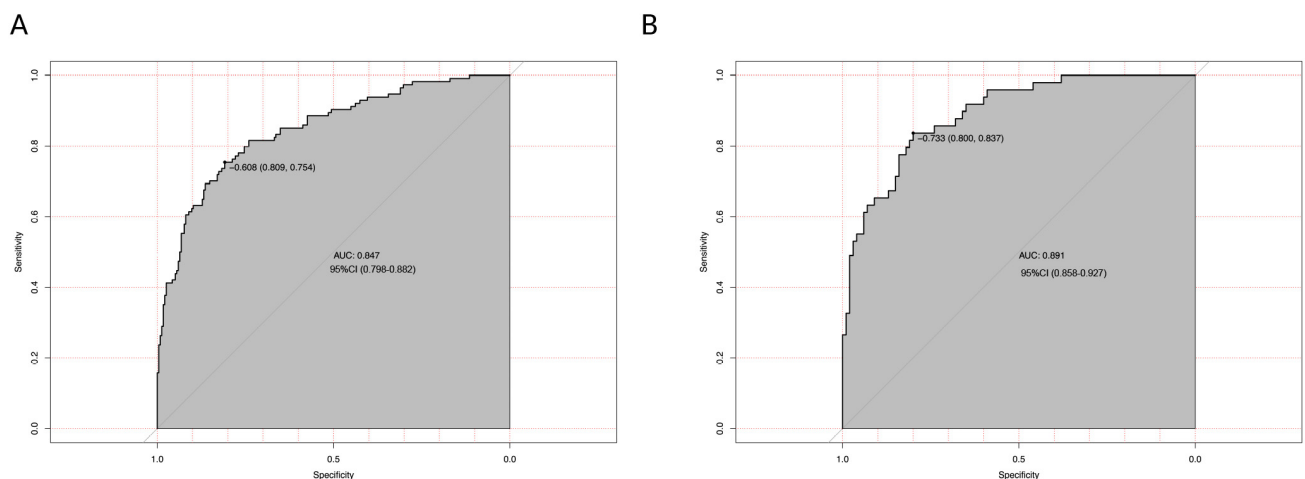 A
1.0
0.8
0.6
0.4
0.2
0.0
Sensitivity
−0.608 (0.809, 0.754)
AUC: 0.847
95%CI (0.798-0.882)
1.0 0.5 0.0
Specificity
B
1.0
0.8
0.6
0.4
0.2
0.0
Sensitivity
−0.733 (0.800, 0.837)
AUC: 0.891
95%CI (0.858-0.927)
1.0 0.5 0.0
Specificity